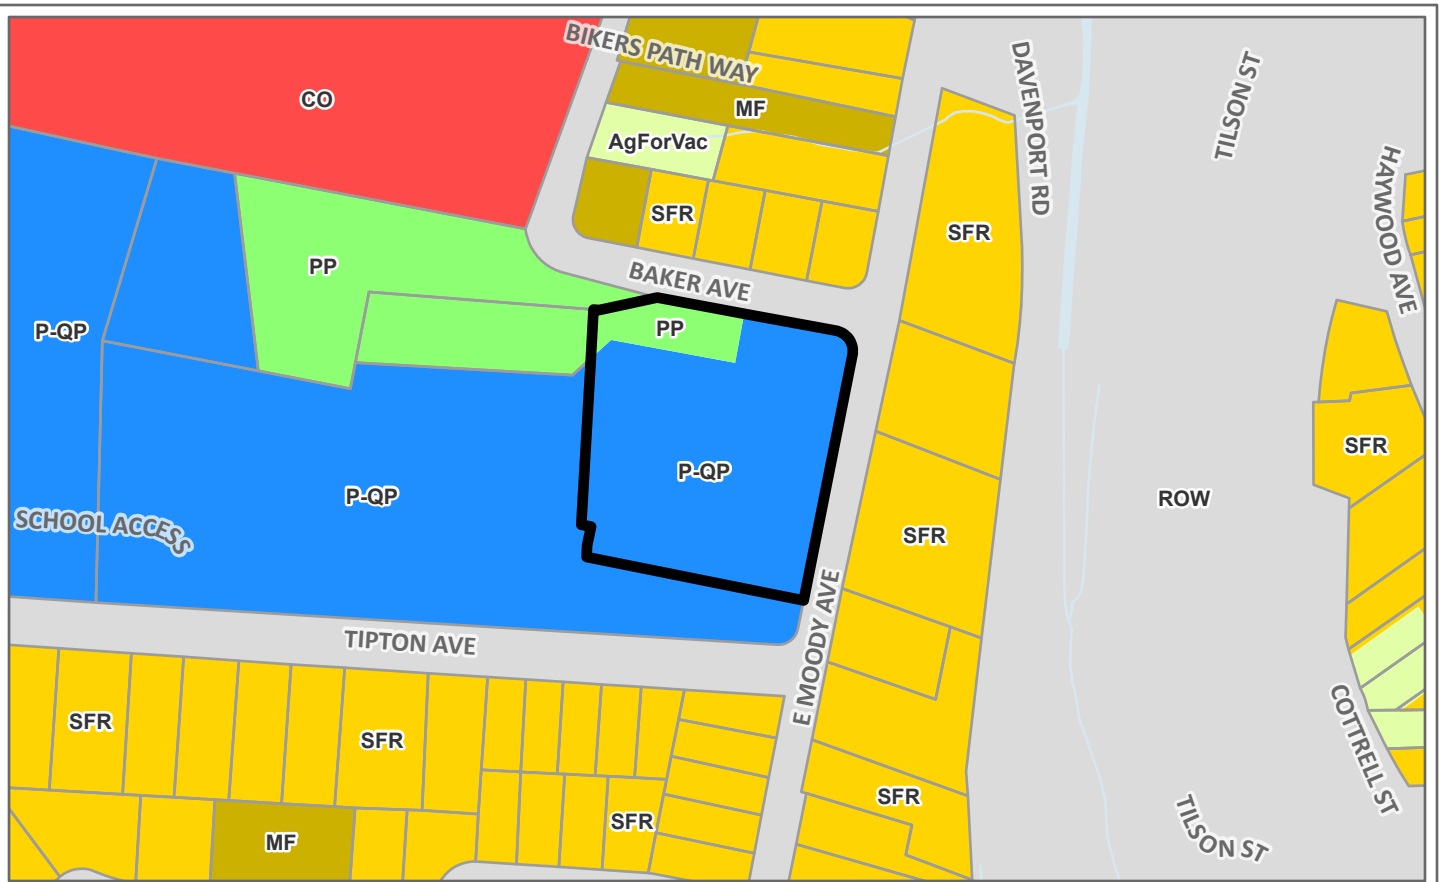 BIKERS PATH WAY
DAVENPORT RD
TILSON ST
CO
MF
AgForVac
HAYWOOD AVE
SFR
SFR
PP
BAKER AVE
P-QP
PP
SFR
P-QP
P-QP
ROW
SCHOOL ACCESS
SFR
TIPTON AVE
E MOODY AVE
SFR
SFR
COTTRELL ST
SFR
SFR
MF
TILSON ST